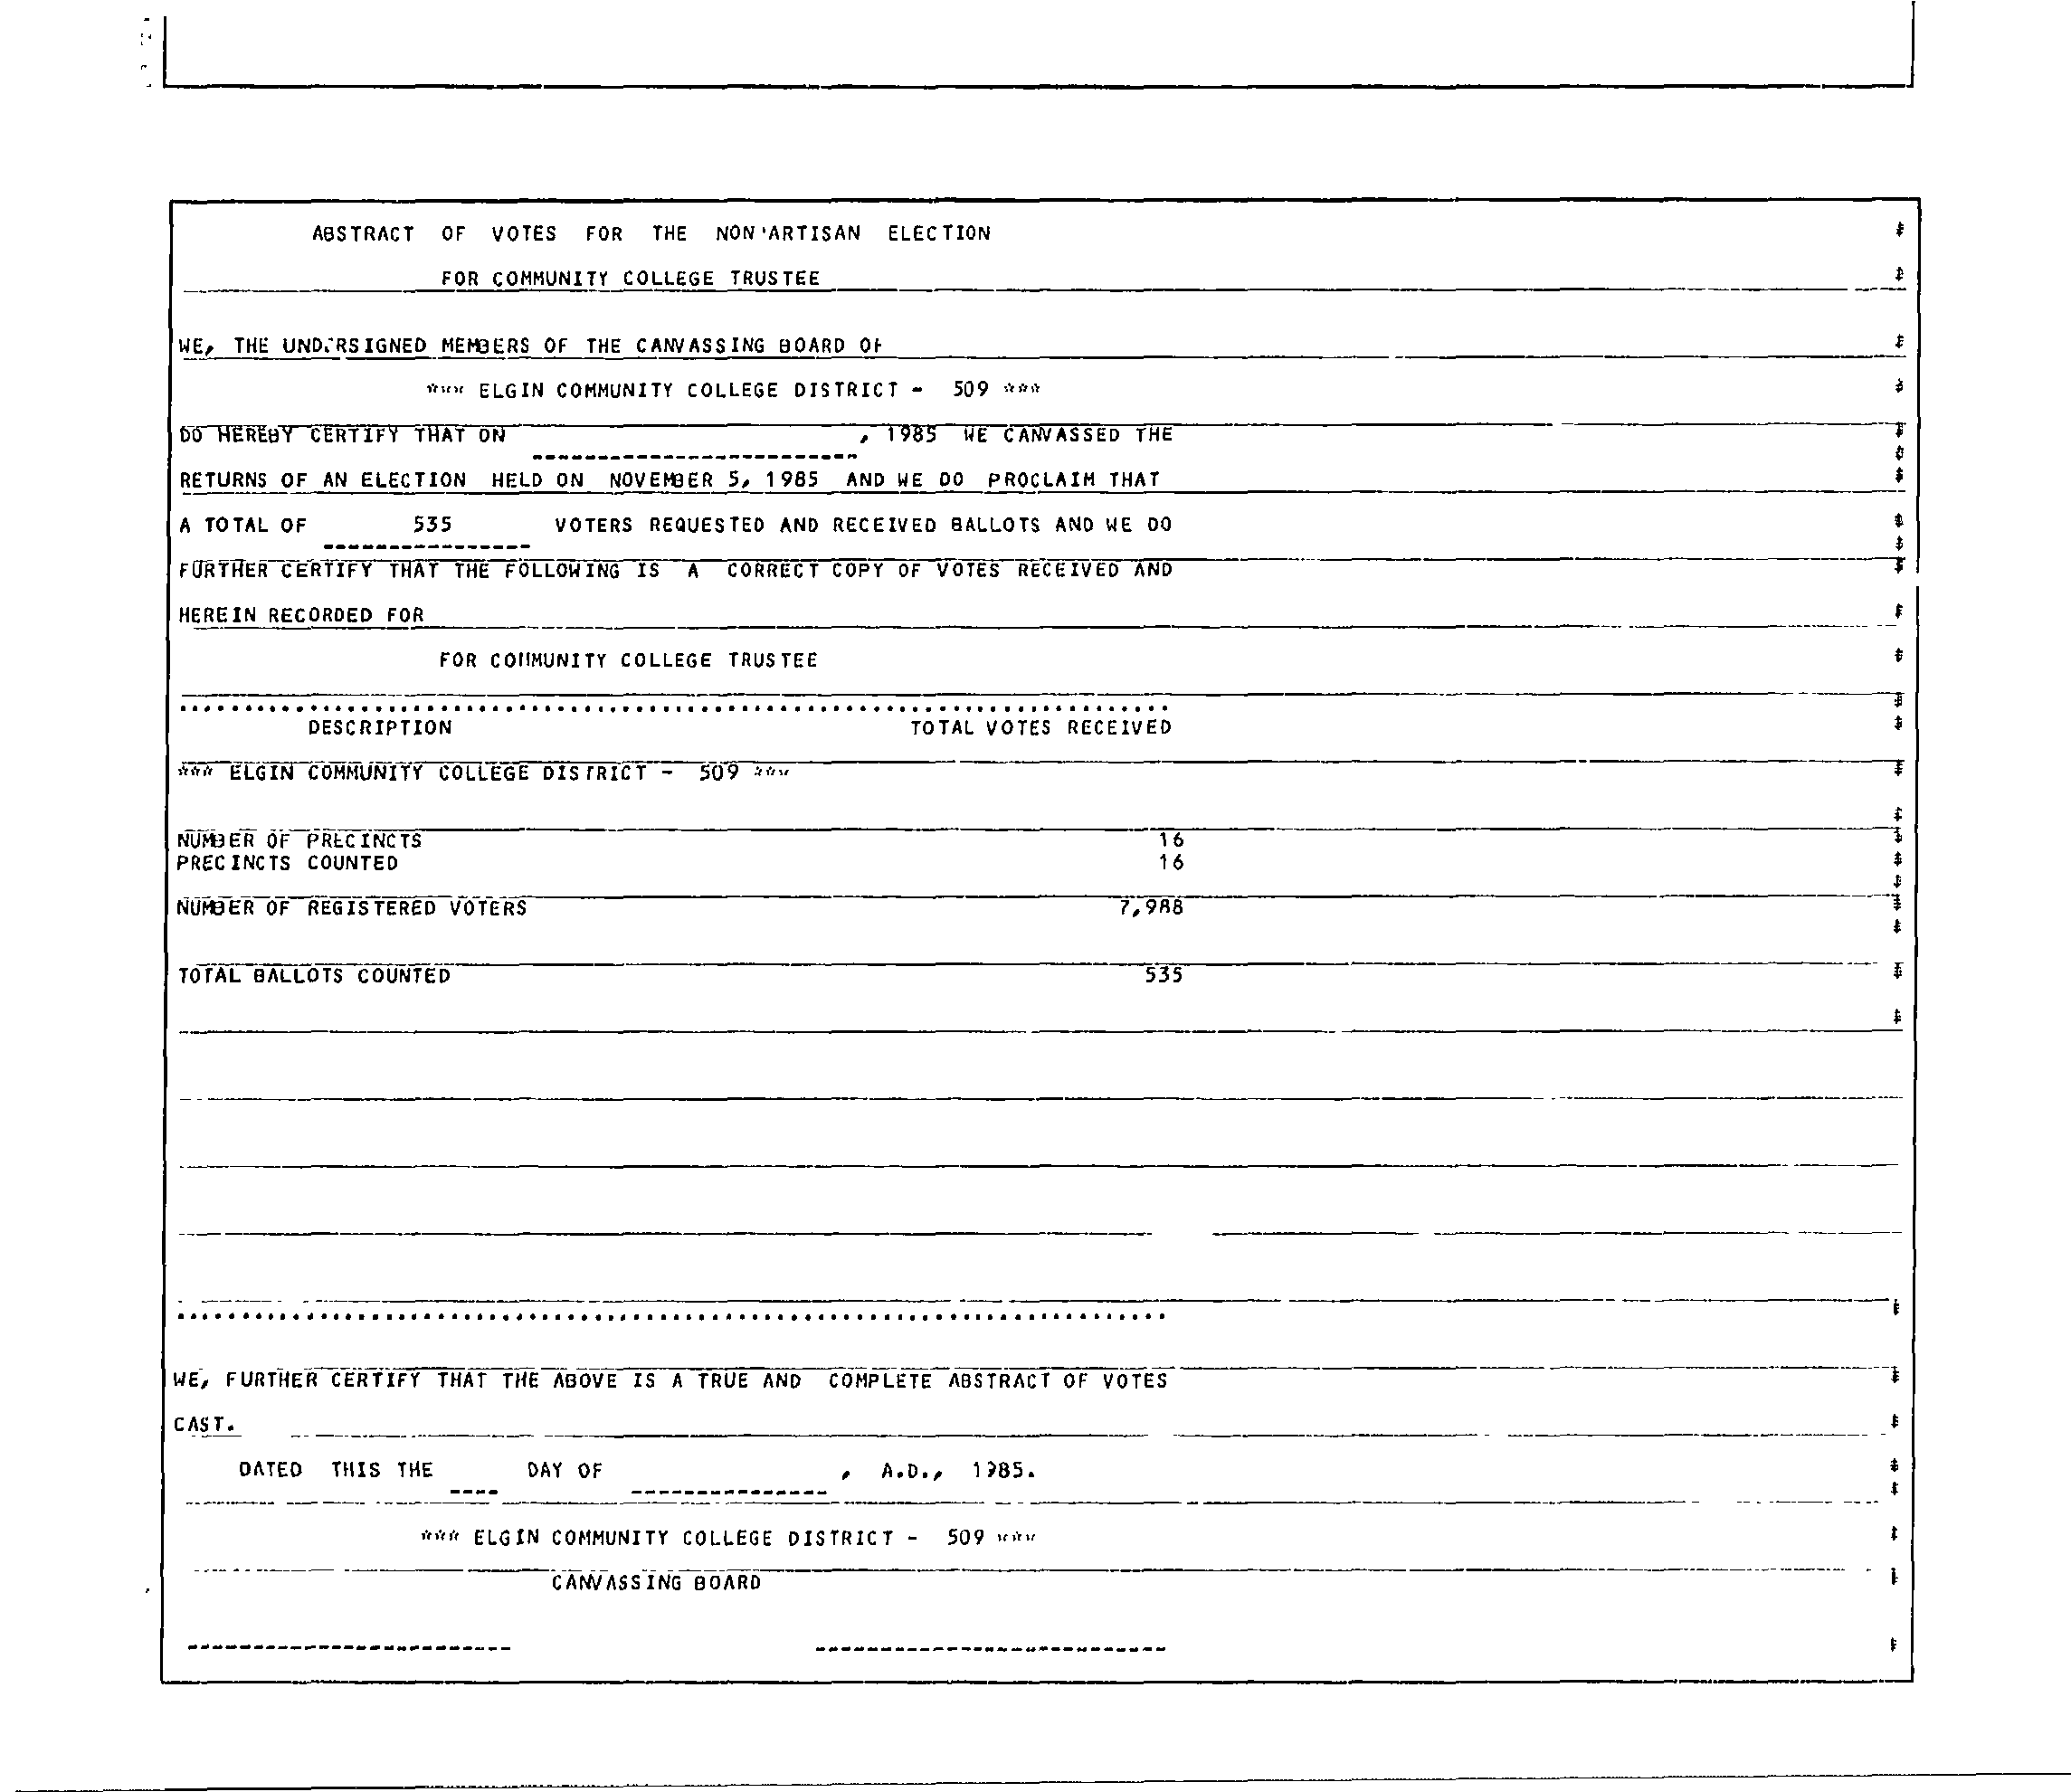 ABSTRACT OF VOTES FOR THE NON'ARTISAN ELECTION
FOR COMMUNITY COLLEGE TRUSTEE
WE, THE UNDERSIGNED MEMBERS OF THE CANVASSING BOARD OF
*** ELGIN COMMUNITY COLLEGE DISTRICT - 509 ***
DO HEREBY CERTIFY THAT ON , 1985 WE CANVASSED THE
RETURNS OF AN ELECTION HELD ON NOVEMBER 5, 1985 AND WE DO PROCLAIM THAT
A TOTAL OF 535 VOTERS REQUESTED AND RECEIVED BALLOTS AND WE DO
FURTHER CERTIFY THAT THE FOLLOWING IS A CORRECT COPY OF VOTES RECEIVED AND
HEREIN RECORDED FOR
FOR COMMUNITY COLLEGE TRUSTEE
DESCRIPTION TOTAL VOTES RECEIVED
*** ELGIN COMMUNITY COLLEGE DISTRICT - 509 ***
NUMBER OF PRECINCTS 16
PRECINCTS COUNTED 16
NUMBER OF REGISTERED VOTERS 7,988
TOTAL BALLOTS COUNTED 535
WE, FURTHER CERTIFY THAT THE ABOVE IS A TRUE AND COMPLETE ABSTRACT OF VOTES
CAST.
DATED THIS THE ---- DAY OF --------------- , A.D., 1985.
*** ELGIN COMMUNITY COLLEGE DISTRICT - 509 ***
CANVASSING BOARD